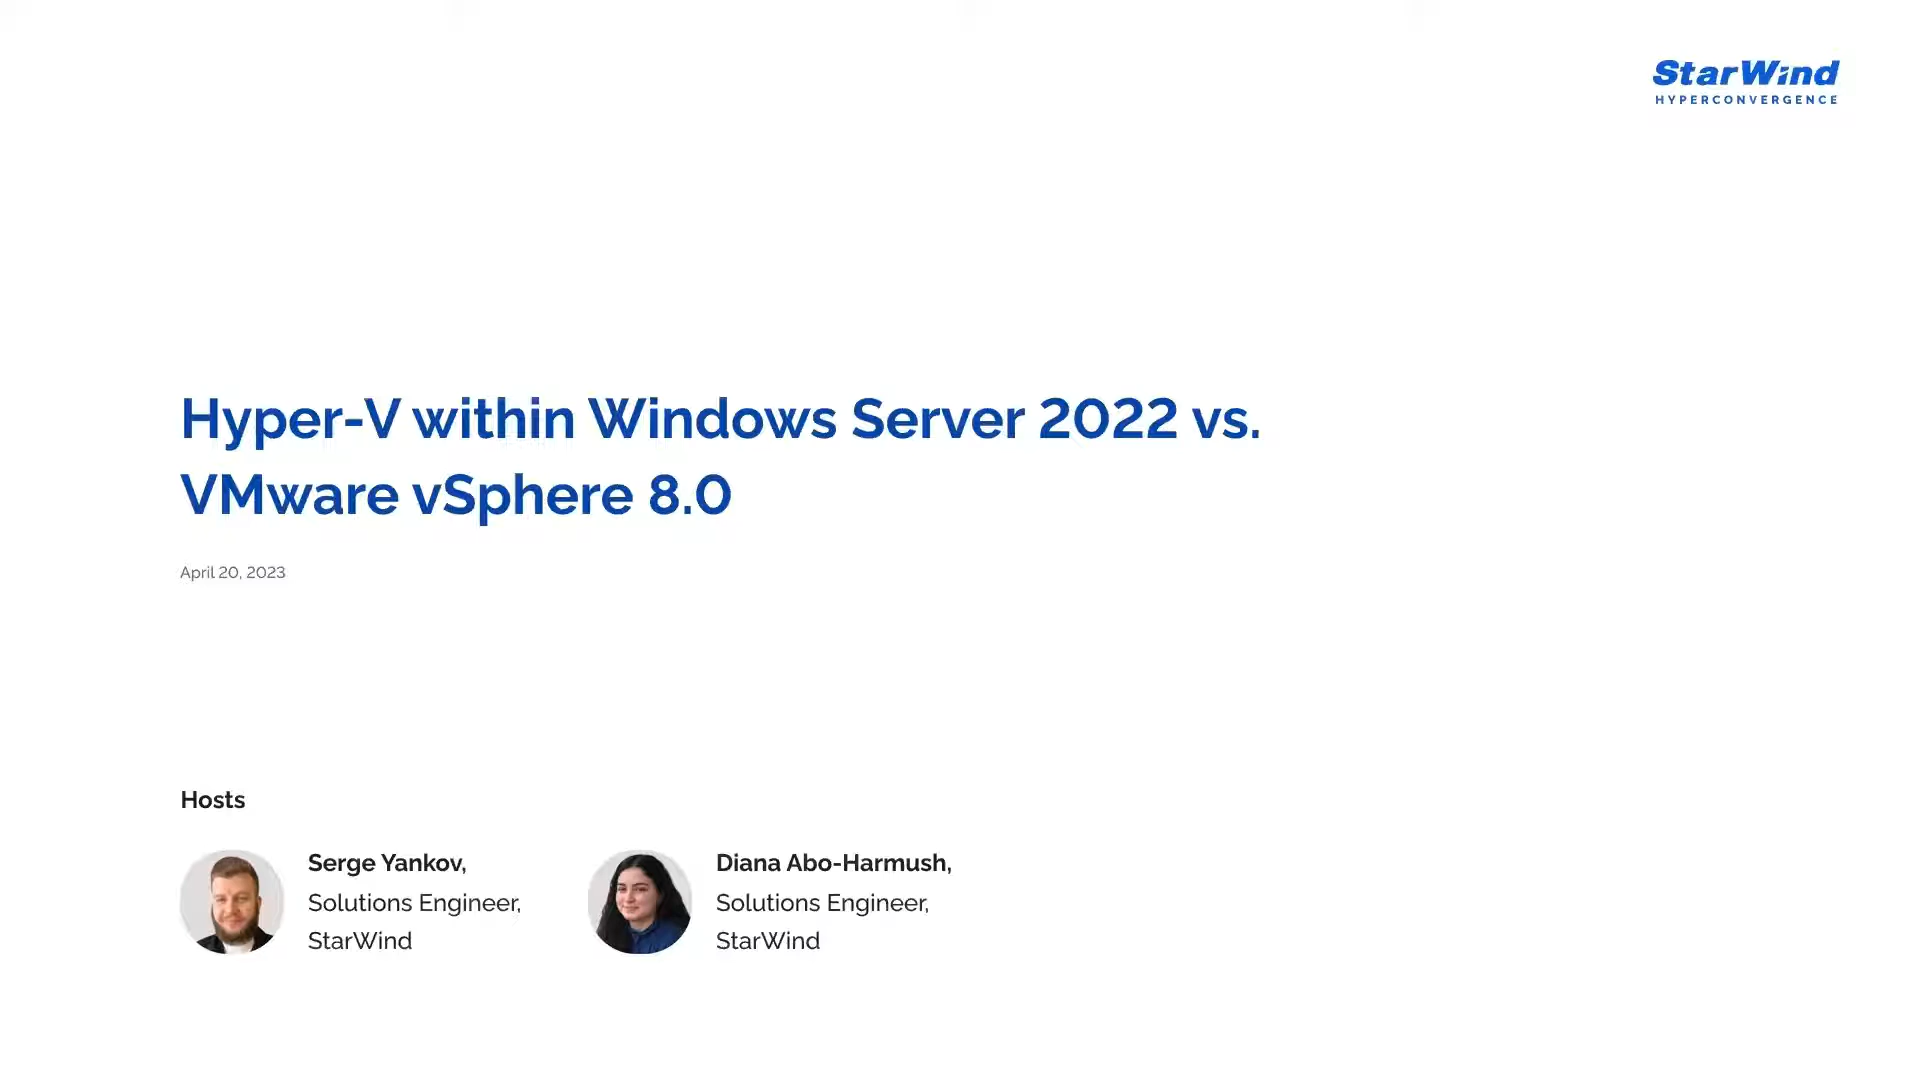 StarWind
HYPERCONVERGENCE
Hyper-V within Windows Server 2022 vs.
VMware vSphere 8.0
April 20, 2023
Hosts
Serge Yankov,
Solutions Engineer,
StarWind
Diana Abo-Harmush,
Solutions Engineer,
StarWind